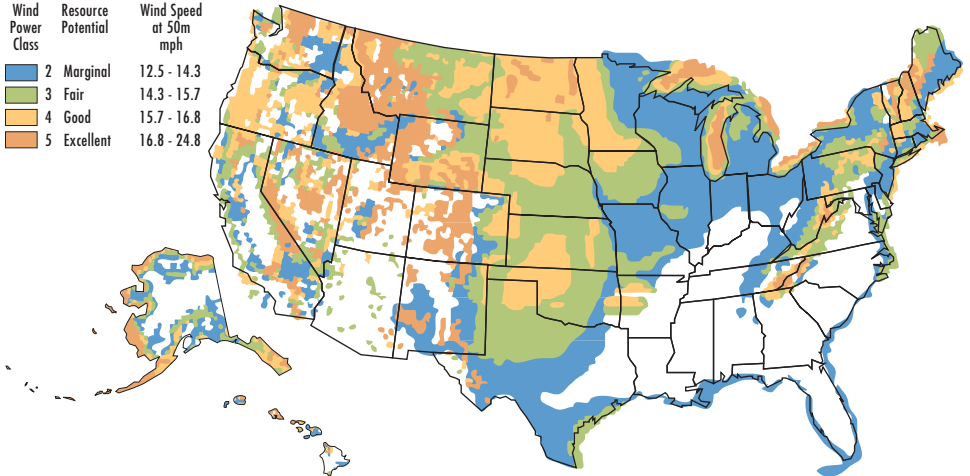 Wind Power Class Resource Potential Wind Speed at 50m mph
2 Marginal 12.5 - 14.3
3 Fair 14.3 - 15.7
4 Good 15.7 - 16.8
5 Excellent 16.8 - 24.8